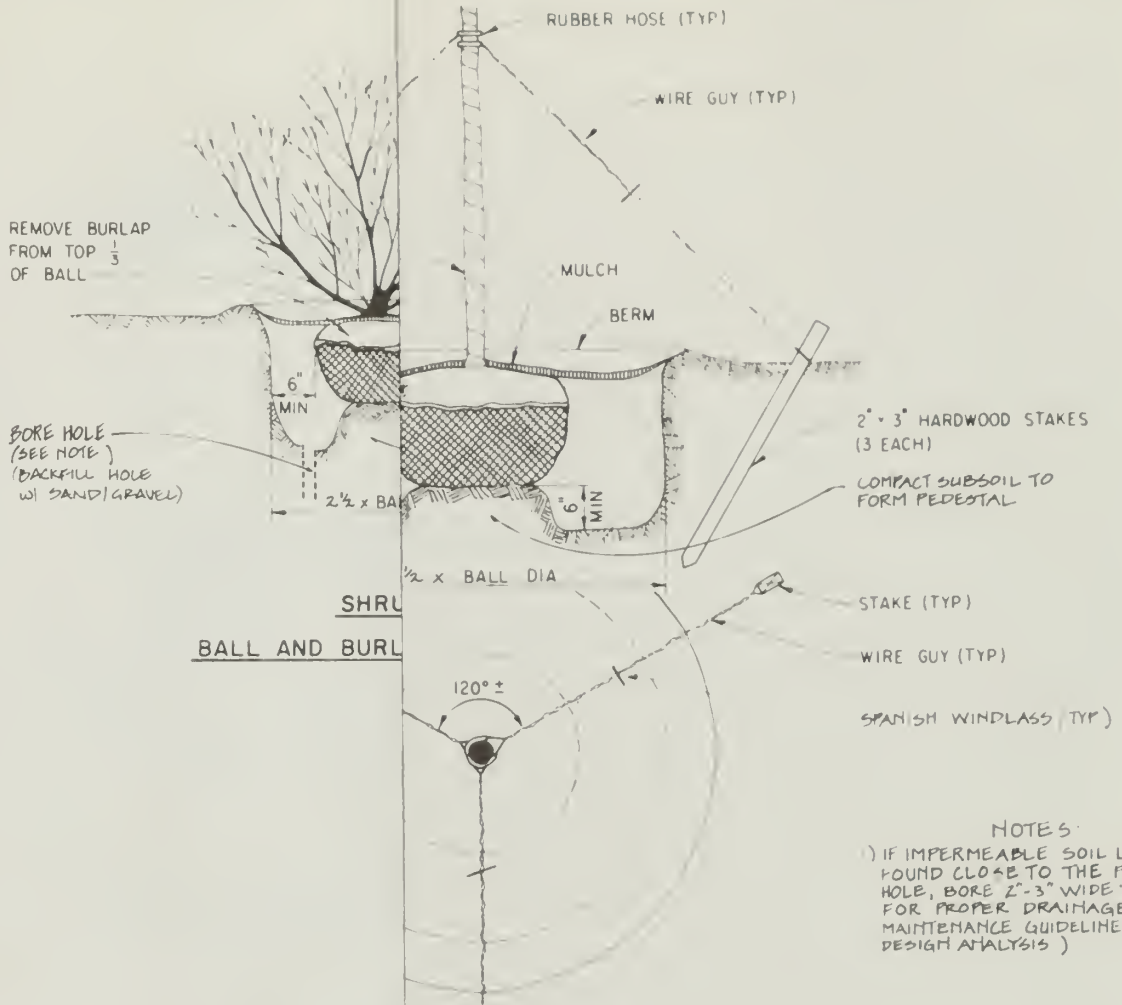 RUBBER HOSE (TYP)
WIRE GUY (TYP)
REMOVE BURLAP
FROM TOP 1/3
OF BALL
MULCH
BERM
6"
MIN
BORE HOLE
(SEE NOTE)
(BACKFILL HOLE
W/ SAND/GRAVEL)
2" × 3" HARDWOOD STAKES
(3 EACH)
COMPACT SUBSOIL TO
FORM PEDESTAL
6"
MIN
2 1/2 x BA
1/2 x BALL DIA
SHRU
BALL AND BURL
STAKE (TYP)
WIRE GUY (TYP)
120° ±
SPANISH WINDLASS (TYP)
NOTES
) IF IMPERMEABLE SOIL L
FOUND CLOSE TO THE
HOLE, BORE 2"-3" WIDE
FOR PROPER DRAINAGE
MAINTENANCE GUIDELINE
DESIGN ANALYSIS )